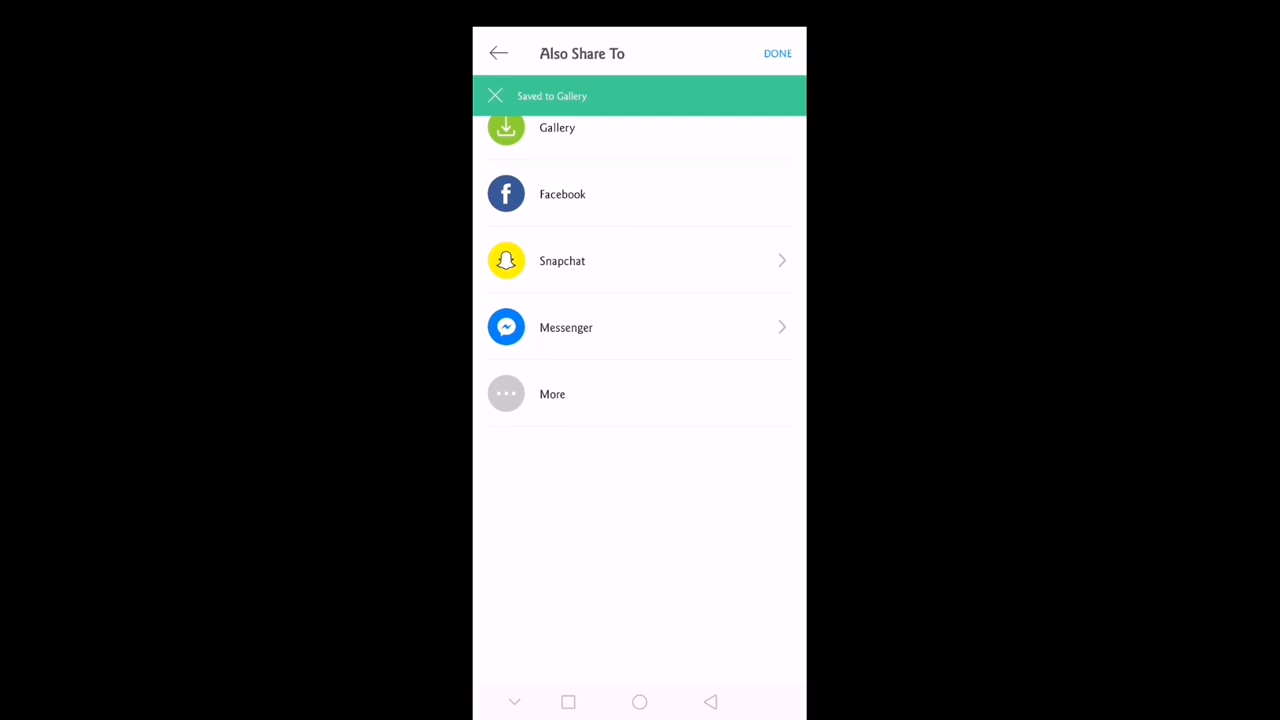 Also Share To
DONE
Saved to Gallery
Gallery
Facebook
Snapchat
Messenger
More